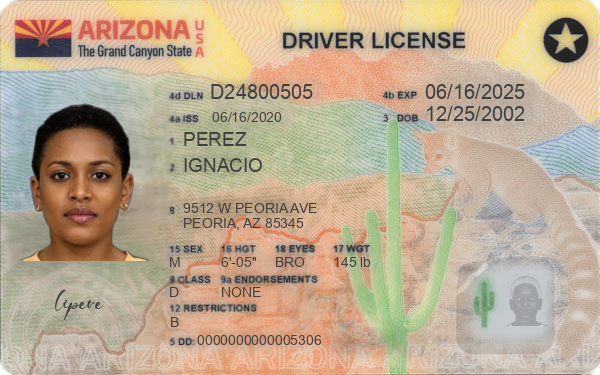 ARIZONA USA
The Grand Canyon State
DRIVER LICENSE
4d DLN D24800505 4b EXP 06/16/2025
4a ISS 06/16/2020 3 DOB 12/25/2002
1 PEREZ
2 IGNACIO
8 9512 W PEORIA AVE
PEORIA, AZ 85345
15 SEX 16 HGT 18 EYES 17 WGT
M 6'-05" BRO 145 lb
9 CLASS 9a ENDORSEMENTS
D NONE
12 RESTRICTIONS
B
5 DD: 0000000000005306
ARIZONA ARIZONA ARIZONA ARIZONA